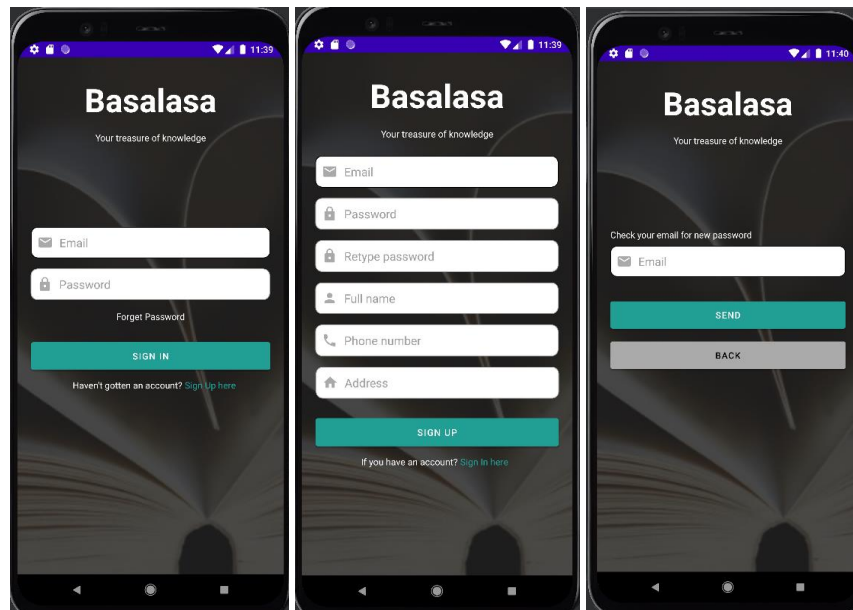 11:39
Basalasa
Your treasure of knowledge
Email
Password
Forget Password
SIGN IN
Haven't gotten an account? Sign Up here
11:39
Basalasa
Your treasure of knowledge
Email
Password
Retype password
Full name
Phone number
Address
SIGN UP
If you have an account? Sign In here
11:40
Basalasa
Your treasure of knowledge
Check your email for new password
Email
SEND
BACK